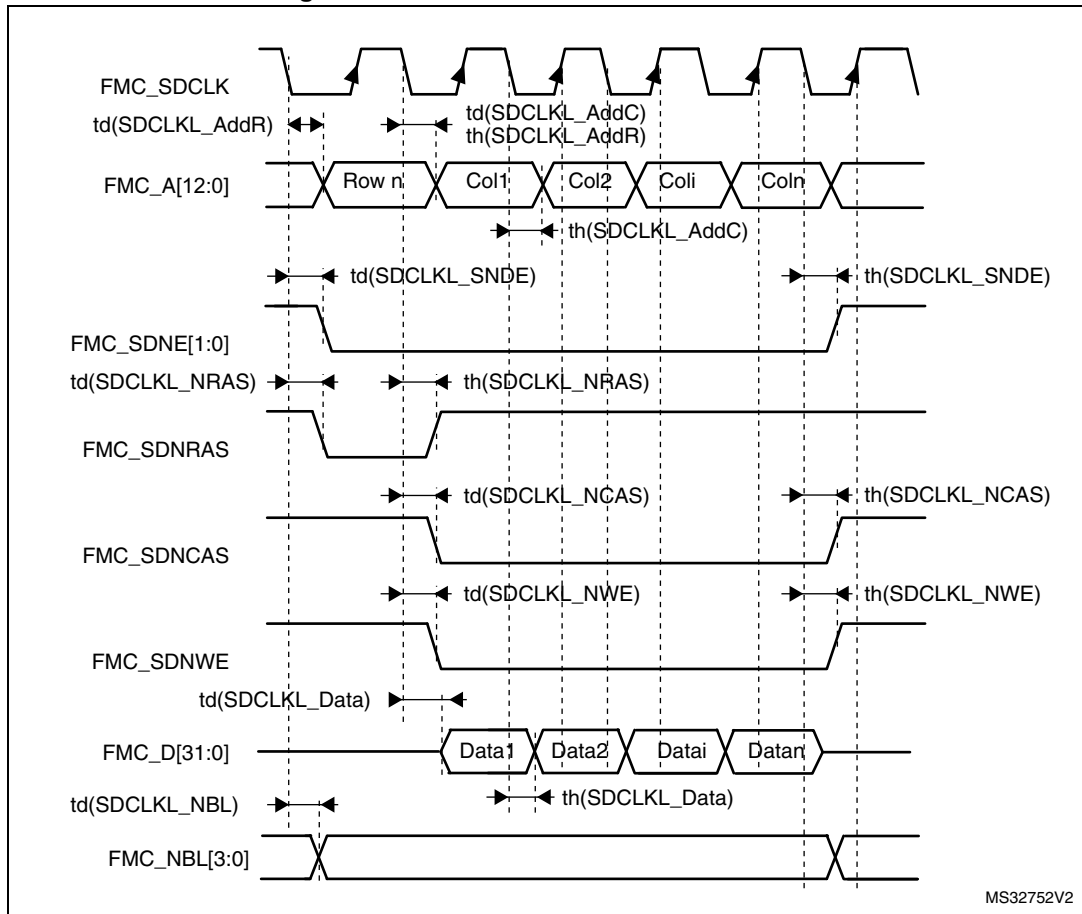 FMC_SDCLK
td(SDCLKL_AddR)
td(SDCLKL_AddC)
th(SDCLKL_AddR)
FMC_A[12:0]
Row n
Col1
Col2
Coli
Coln
th(SDCLKL_AddC)
td(SDCLKL_SNDE)
th(SDCLKL_SNDE)
FMC_SDNE[1:0]
td(SDCLKL_NRAS)
th(SDCLKL_NRAS)
FMC_SDNRAS
td(SDCLKL_NCAS)
th(SDCLKL_NCAS)
FMC_SDNCAS
td(SDCLKL_NWE)
th(SDCLKL_NWE)
FMC_SDNWE
td(SDCLKL_Data)
FMC_D[31:0]
Data1
Data2
Datai
Datan
th(SDCLKL_Data)
td(SDCLKL_NBL)
FMC_NBL[3:0]
MS32752V2